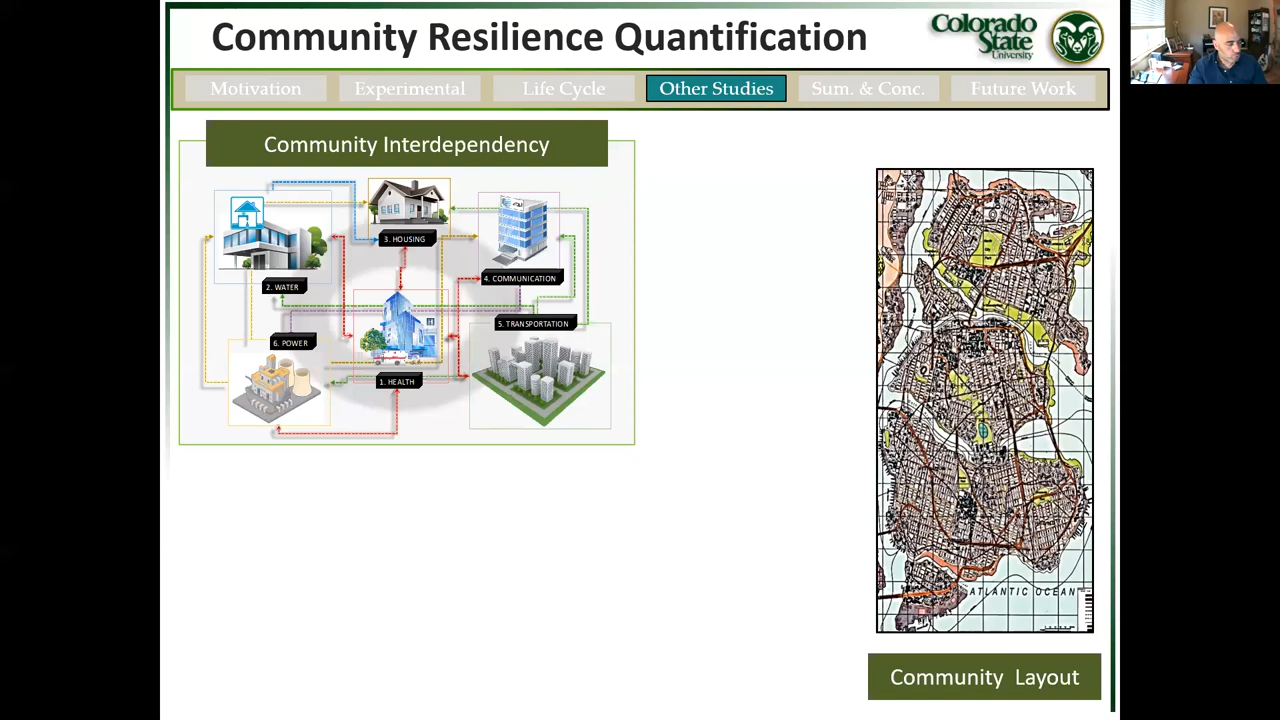 Community Resilience Quantification
Colorado
State
University
Motivation
Experimental
Life Cycle
Other Studies
Sum. & Conc.
Future Work
Community Interdependency
3. HOUSING
4. COMMUNICATION
2. WATER
5. TRANSPORTATION
6. POWER
1. HEALTH
H
ATLANTIC OCEAN
Community Layout